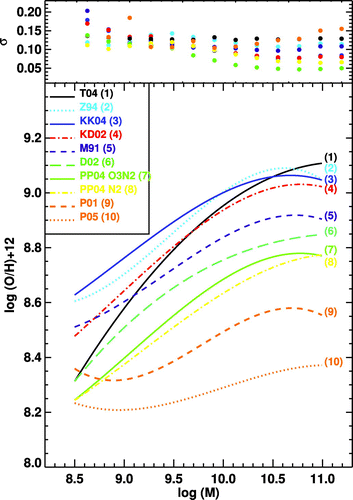 0.20
0.15
0.10
0.05
σ
T04 (1)
Z94 (2)
KK04 (3)
KD02 (4)
M91 (5)
D02 (6)
PP04 O3N2 (7)
PP04 N2 (8)
P01 (9)
P05 (10)
9.2
9.0
8.8
8.6
8.4
8.2
8.0
log (O/H)+12
(1)
(2)
(3)
(4)
(5)
(6)
(7)
(8)
(9)
(10)
8.5 9.0 9.5 10.0 10.5 11.0
log (M)